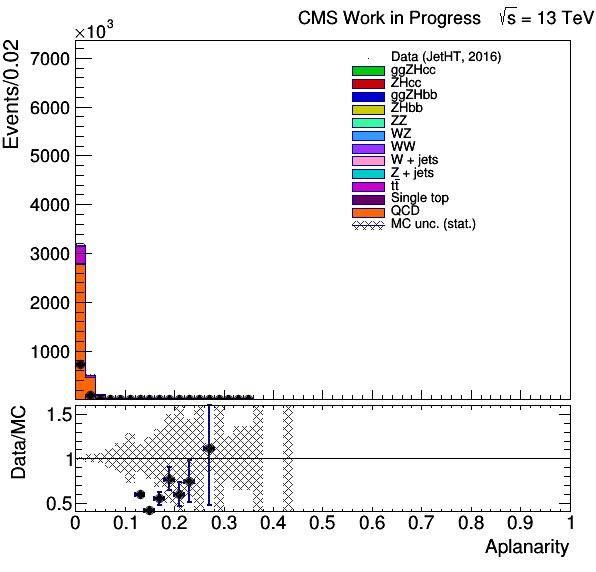 CMS Work in Progress √s = 13 TeV
×10³
Events/0.02
7000
6000
5000
4000
3000
2000
1000
Data (JetHT, 2016)
ggZHcc
ZHcc
ggZHbb
ZHbb
ZZ
WZ
WW
W + jets
Z + jets
tt̄
Single top
QCD
MC unc. (stat.)
Data/MC
1.5
1
0.5
0 0.1 0.2 0.3 0.4 0.5 0.6 0.7 0.8 0.9 1
Aplanarity